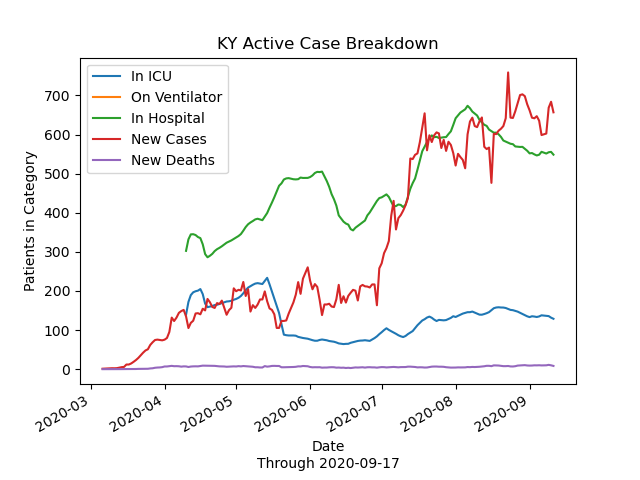 KY Active Case Breakdown
In ICU
On Ventilator
In Hospital
New Cases
New Deaths
Patients in Category
700
600
500
400
300
200
100
0
2020-03
2020-04
2020-05
2020-06
2020-07
2020-08
2020-09
Date
Through 2020-09-17